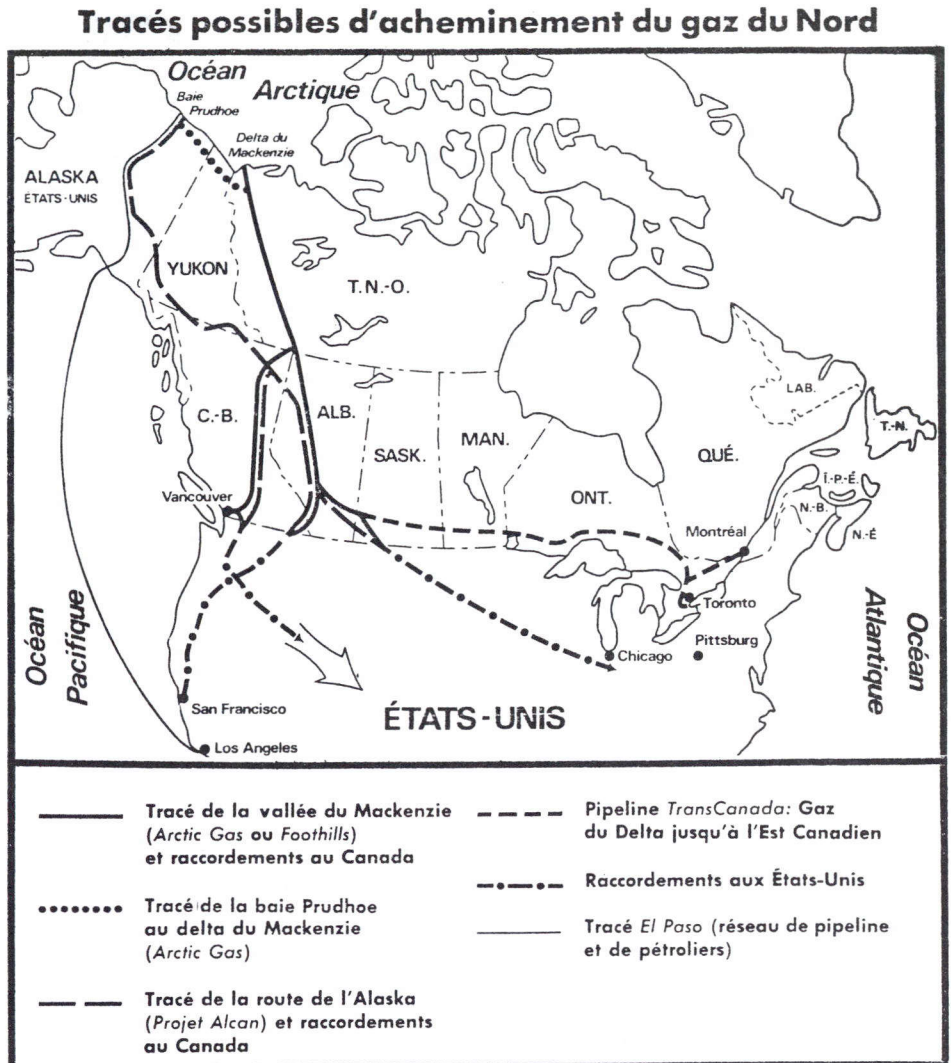 Tracés possibles d'acheminement du gaz du Nord
Océan
Arctique
Baie
Prudhoe
Delta du
Mackenzie
ALASKA
ÉTATS-UNIS
YUKON
T.N.-O.
LAB.
T.-N.
C.-B.
ALB.
SASK.
MAN.
ONT.
QUÉ.
Î.-P.-É.
N.-B.
N.-É
Vancouver
Montréal
Toronto
Pittsburg
Chicago
Océan
Pacifique
Océan
Atlantique
San Francisco
Los Angeles
ÉTATS-UNIS
Tracé de la vallée du Mackenzie
(Arctic Gas ou Foothills)
et raccordements au Canada
Tracé de la baie Prudhoe
au delta du Mackenzie
(Arctic Gas)
Tracé de la route de l'Alaska
(Projet Alcan) et raccordements
au Canada
Pipeline TransCanada: Gaz
du Delta jusqu'à l'Est Canadien
Raccordements aux États-Unis
Tracé El Paso (réseau de pipeline
et de pétroliers)